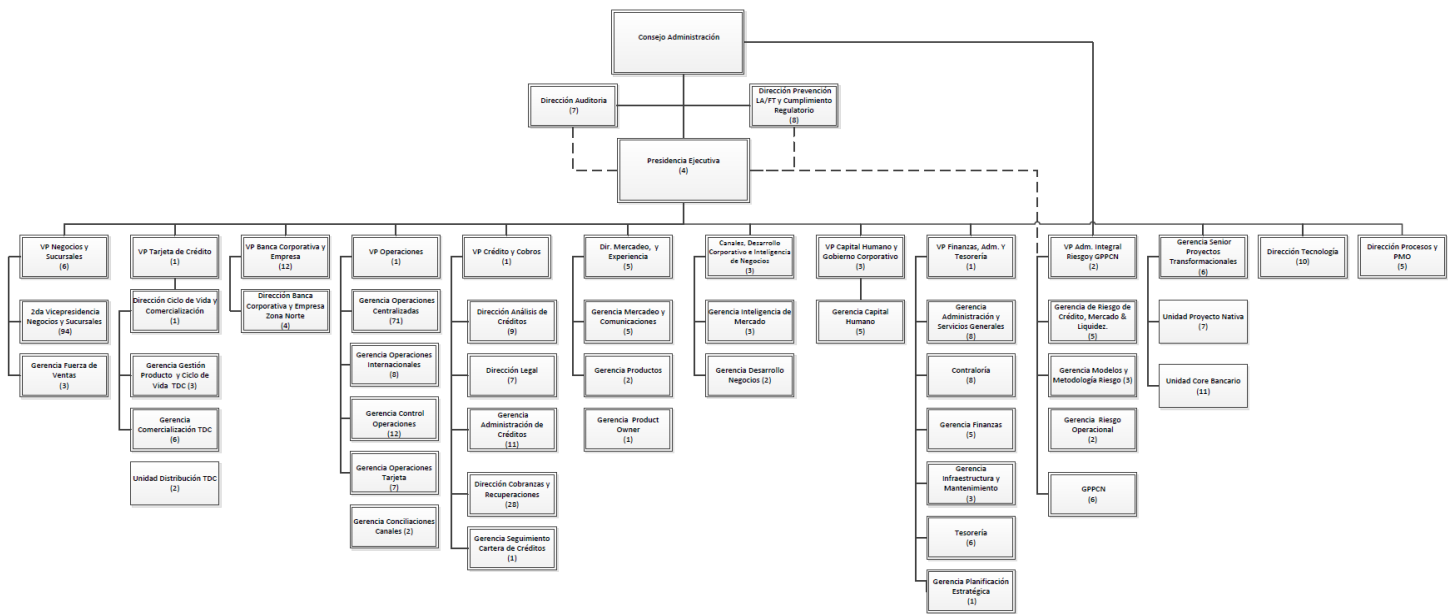 Consejo Administración
Dirección Auditoria
(7)
Dirección Prevención
LA/FT y Cumplimiento
Regulatorio
(8)
Presidencia Ejecutiva
(4)
VP Negocios y
Sucursales
(6)
2da Vicepresidencia
Negocios y Sucursales
(94)
Gerencia Fuerza de
Ventas
(3)
VP Tarjeta de Crédito
(1)
Dirección Ciclo de Vida y
Comercialización
(1)
Gerencia Gestión
Producto y Ciclo de
Vida TDC (3)
Gerencia
Comercialización TDC
(6)
Unidad Distribución TDC
(2)
VP Banca Corporativa y
Empresa
(12)
Dirección Banca
Corporativa y Empresa
Zona Norte
(4)
VP Operaciones
(1)
Gerencia Operaciones
Centralizadas
(71)
Gerencia Operaciones
Internacionales
(8)
Gerencia Control
Operaciones
(12)
Gerencia Operaciones
Tarjeta
(7)
Gerencia Conciliaciones
Canales (2)
VP Crédito y Cobros
(1)
Dirección Análisis de
Créditos
(9)
Dirección Legal
(7)
Gerencia
Administración de
Créditos
(11)
Dirección Cobranzas y
Recuperaciones
(28)
Gerencia Seguimiento
Cartera de Créditos
(1)
Dir. Mercadeo, y
Experiencia
(5)
Gerencia Mercadeo y
Comunicaciones
(5)
Gerencia Productos
(2)
Gerencia Product
Owner
(1)
Canales, Desarrollo
Corporativo e Inteligencia
de Negocios
(3)
Gerencia Inteligencia de
Mercado
(3)
Gerencia Desarrollo
Negocios (2)
VP Capital Humano y
Gobierno Corporativo
(3)
Gerencia Capital
Humano
(5)
VP Finanzas, Adm. Y
Tesorería
(1)
Gerencia
Administración y
Servicios Generales
(8)
Contraloría
(8)
Gerencia Finanzas
(5)
Gerencia
Infraestructura y
Mantenimiento
(3)
Tesorería
(6)
Gerencia Planificación
Estratégica
(1)
VP Adm. Integral
Riesgoy GPPCN
(2)
Gerencia de Riesgo de
Crédito, Mercado &
Liquidez.
(5)
Gerencia Modelos y
Metodología Riesgo (3)
Gerencia Riesgo
Operacional
(2)
GPPCN
(6)
Gerencia Senior
Proyectos
Transformacionales
(6)
Unidad Proyecto Nativa
(7)
Unidad Core Bancario
(11)
Dirección Tecnología
(10)
Dirección Procesos y
PMO
(5)